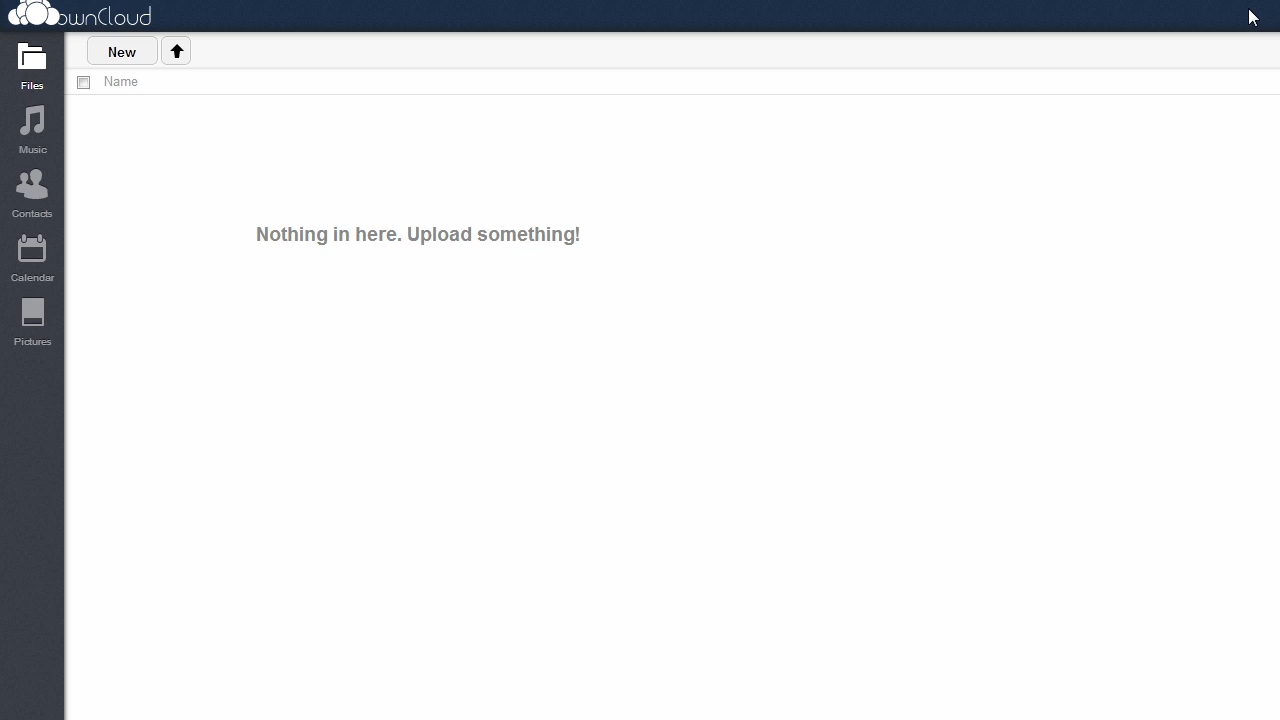 ownCloud
New
Files
Name
Music
Contacts
Nothing in here. Upload something!
Calendar
Pictures